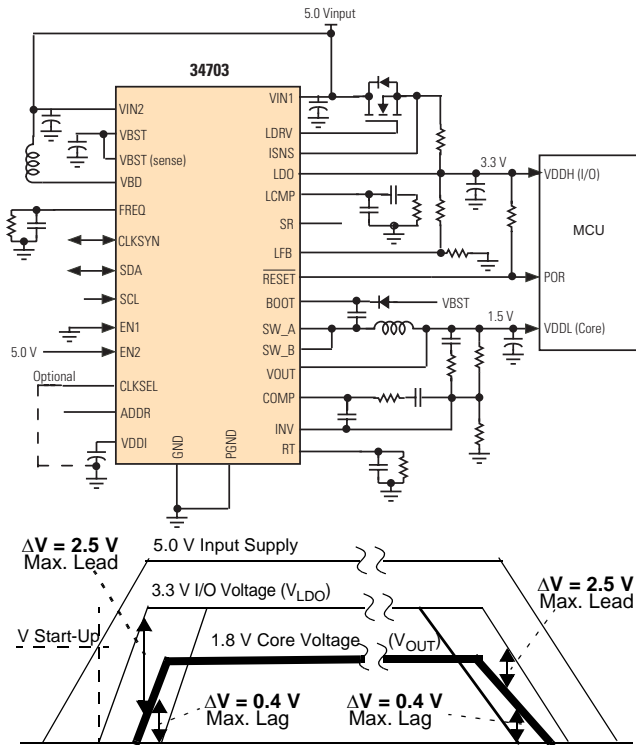 5.0 Vinput
34703
VIN2
VBST
VBST (sense)
VBD
FREQ
CLKSYN
SDA
SCL
EN1
5.0 V
EN2
Optional
CLKSEL
ADDR
VDDI
GND
PGND
VIN1
LDRV
ISNS
LDO
LCMP
SR
LFB
RESET
BOOT
VBST
SW_A
SW_B
VOUT
COMP
INV
RT
3.3 V
1.5 V
VDDH (I/O)
MCU
POR
VDDL (Core)
ΔV = 2.5 V
Max. Lead
5.0 V Input Supply
3.3 V I/O Voltage (VLDO)
V Start-Up
1.8 V Core Voltage (VOUT)
ΔV = 2.5 V
Max. Lead
ΔV = 0.4 V
Max. Lag
ΔV = 0.4 V
Max. Lag